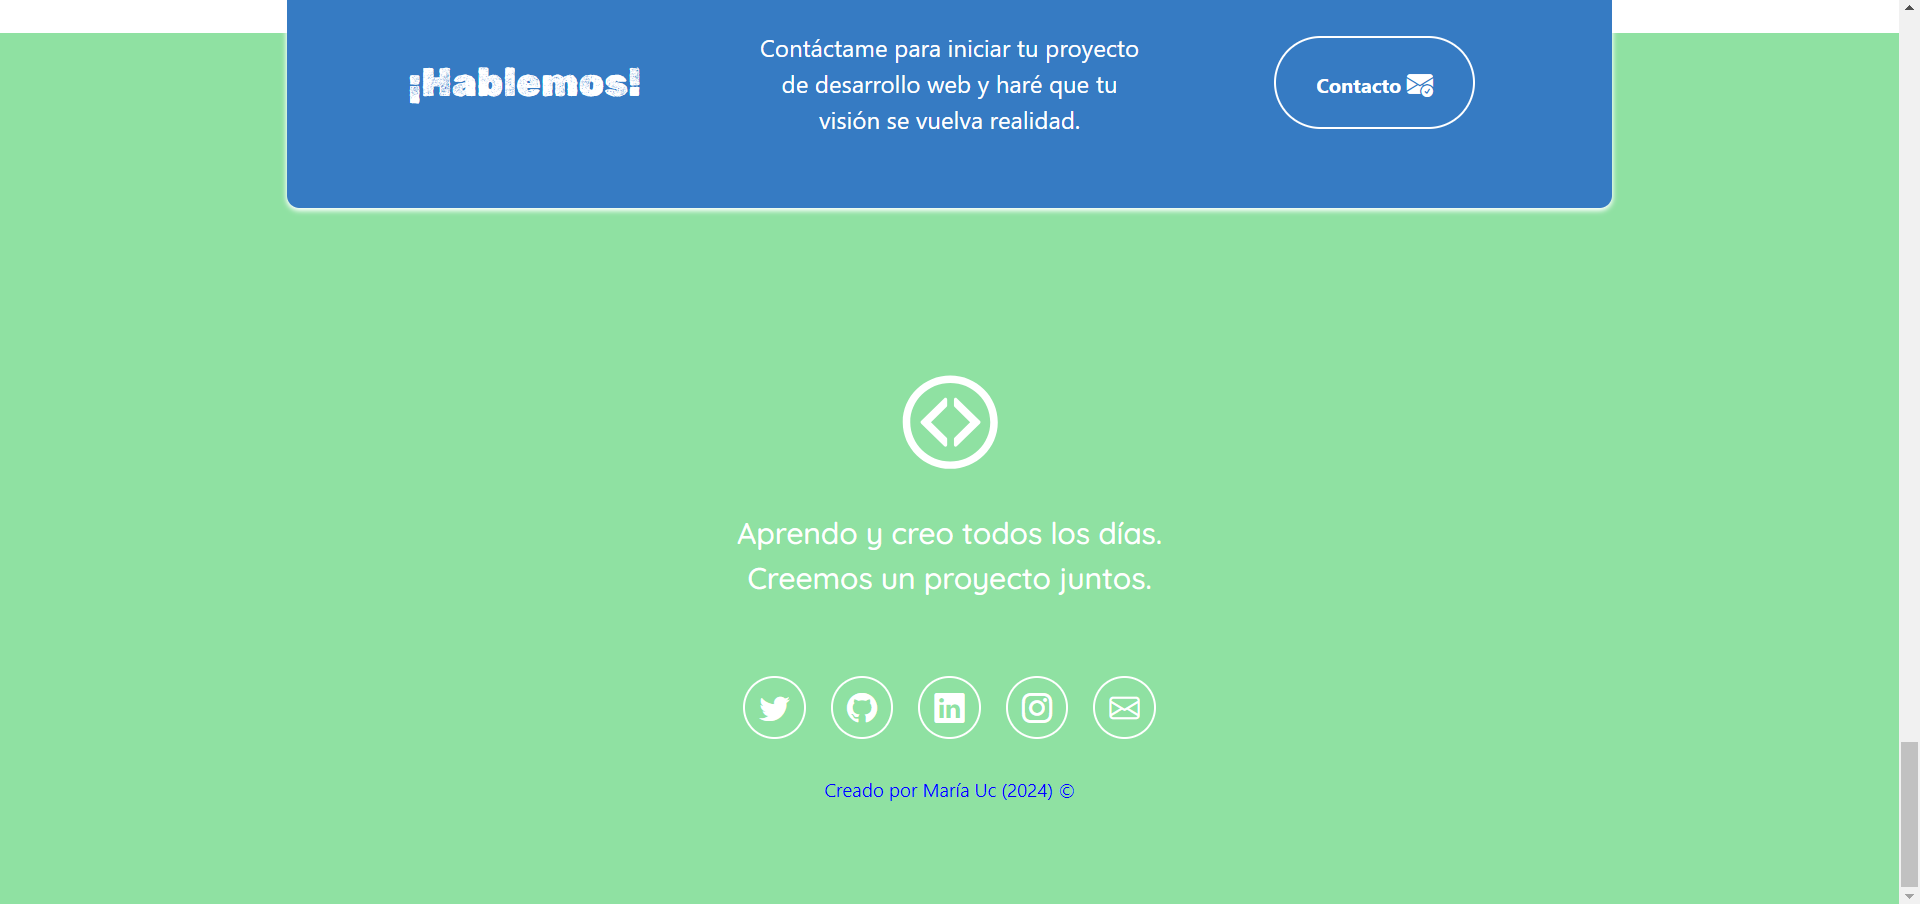 ¡Hablemos!
Contáctame para iniciar tu proyecto
de desarrollo web y haré que tu
visión se vuelva realidad.
Contacto
Aprendo y creo todos los días.
Creemos un proyecto juntos.
in
Creado por María Uc (2024) ©